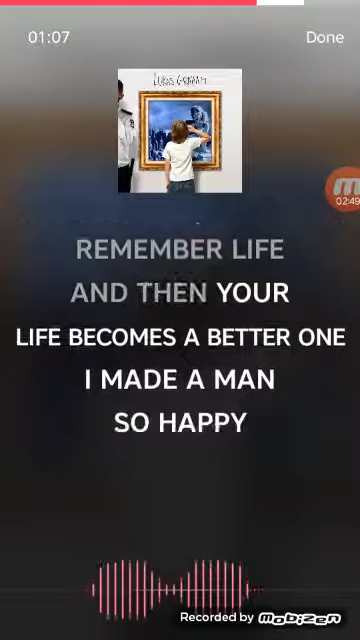 01:07
Done
LUKAS GRAHAM
02:49
REMEMBER LIFE
AND THEN YOUR
LIFE BECOMES A BETTER ONE
I MADE A MAN
SO HAPPY
Recorded by mobizen